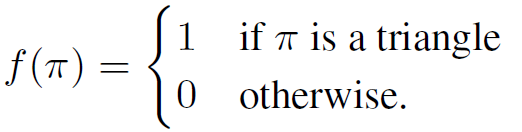 f(π) = { 1 if π is a triangle
0 otherwise.